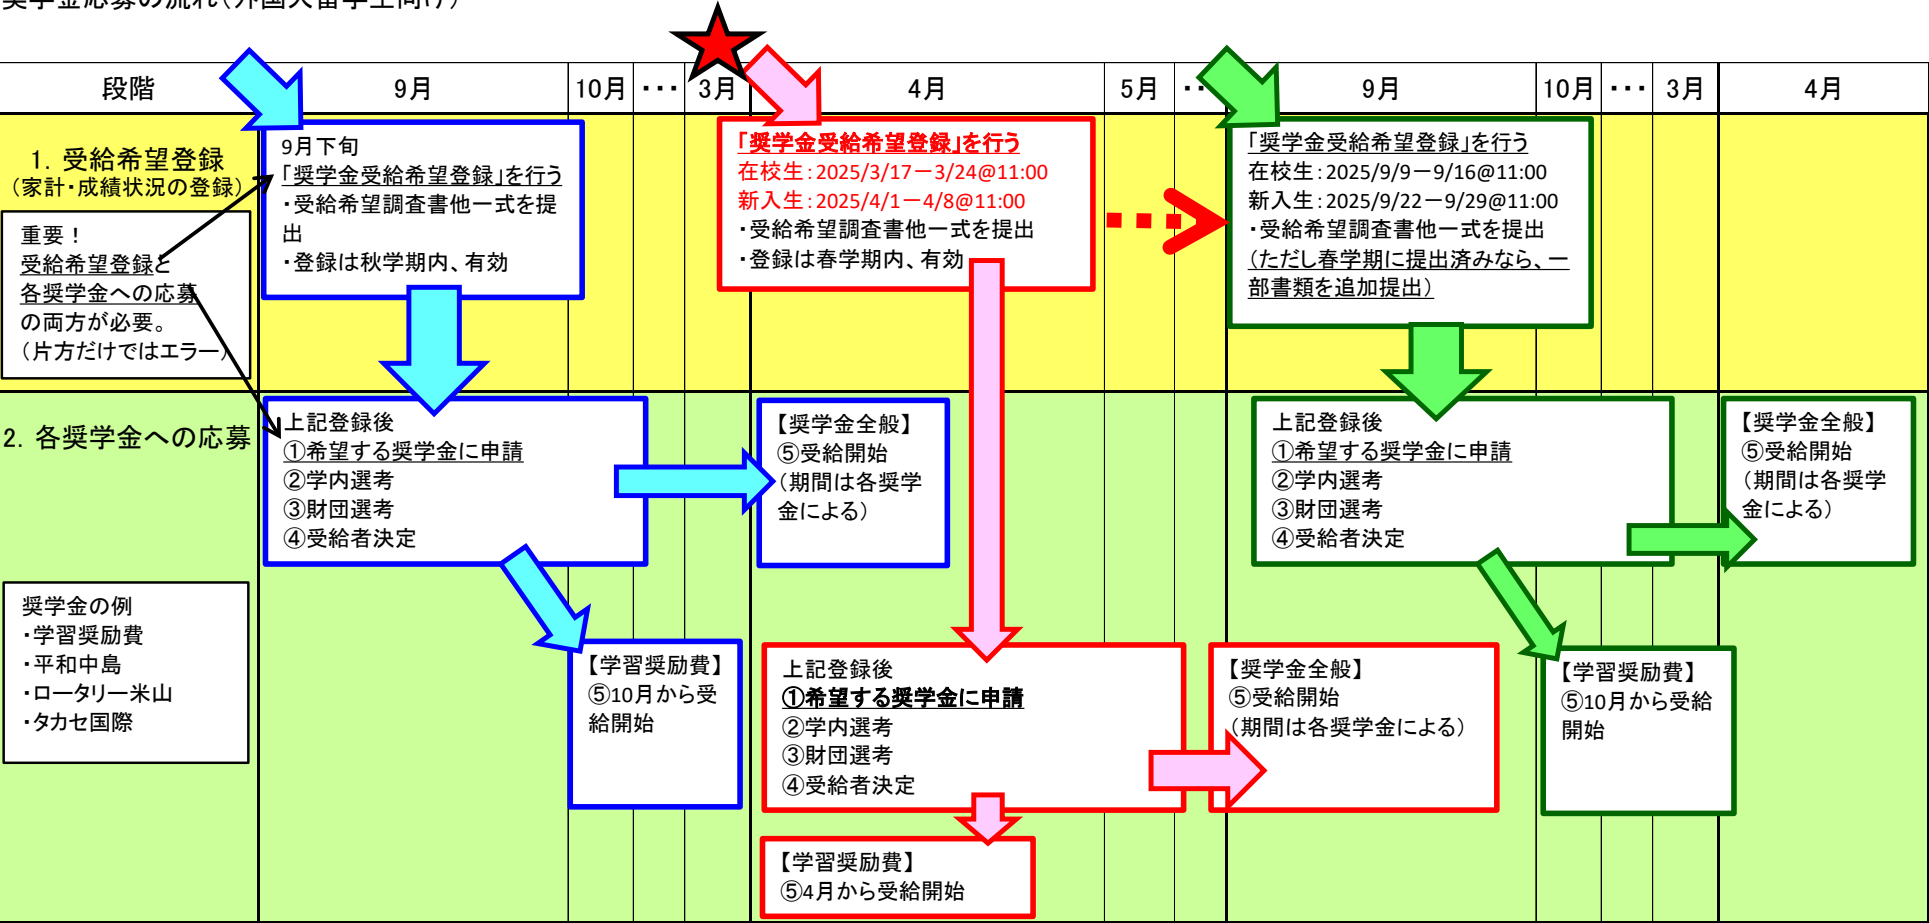 奨学金応募の流れ（外国人留学生向け）
段階
9月
10月
・・・
3月
4月
5月
・・
9月
10月
・・・
3月
4月
1．受給希望登録
（家計・成績状況の登録）
重要！
受給希望登録と
各奨学金への応募
の両方が必要。
（片方だけではエラー）
9月下旬
「奨学金受給希望登録」を行う
・受給希望調査書他一式を提
出
・登録は秋学期内、有効
「奨学金受給希望登録」を行う
在校生：2025/3/17－3/24@11:00
新入生：2025/4/1－4/8@11:00
・受給希望調査書他一式を提出
・登録は春学期内、有効
「奨学金受給希望登録」を行う
在校生：2025/9/9－9/16@11:00
新入生：2025/9/22－9/29@11:00
・受給希望調査書他一式を提出
（ただし春学期に提出済みなら、一
部書類を追加提出）
2．各奨学金への応募
奨学金の例
・学習奨励費
・平和中島
・ロータリー米山
・タカセ国際
上記登録後
①希望する奨学金に申請
②学内選考
③財団選考
④受給者決定
【奨学金全般】
⑤受給開始
（期間は各奨学
金による）
【学習奨励費】
⑤10月から受
給開始
上記登録後
①希望する奨学金に申請
②学内選考
③財団選考
④受給者決定
【奨学金全般】
⑤受給開始
（期間は各奨学金による）
【学習奨励費】
⑤4月から受給開始
上記登録後
①希望する奨学金に申請
②学内選考
③財団選考
④受給者決定
【奨学金全般】
⑤受給開始
（期間は各奨学
金による）
【学習奨励費】
⑤10月から受給
開始